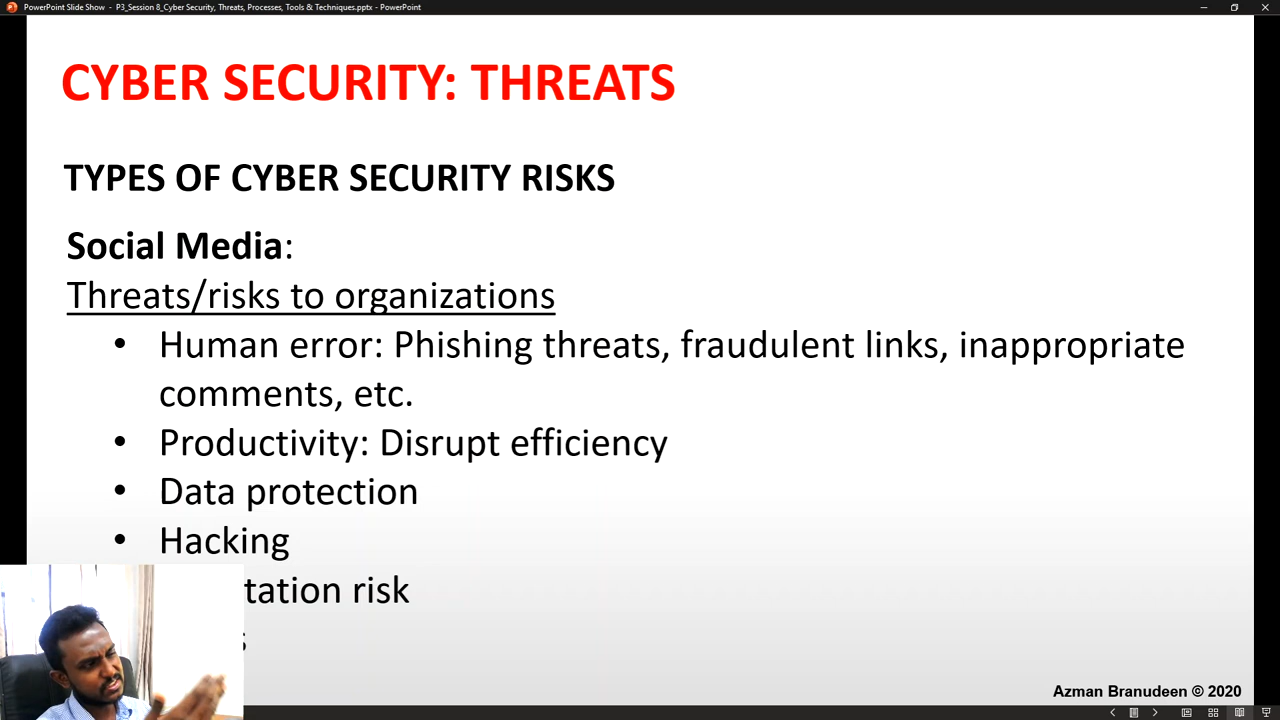 PowerPoint Slide Show - P3_Session 8_Cyber Security, Threats, Processes, Tools & Techniques.pptx - PowerPoint
CYBER SECURITY: THREATS
TYPES OF CYBER SECURITY RISKS
Social Media:
Threats/risks to organizations
• Human error: Phishing threats, fraudulent links, inappropriate
comments, etc.
• Productivity: Disrupt efficiency
• Data protection
• Hacking
tation risk
s
Azman Branudeen © 2020